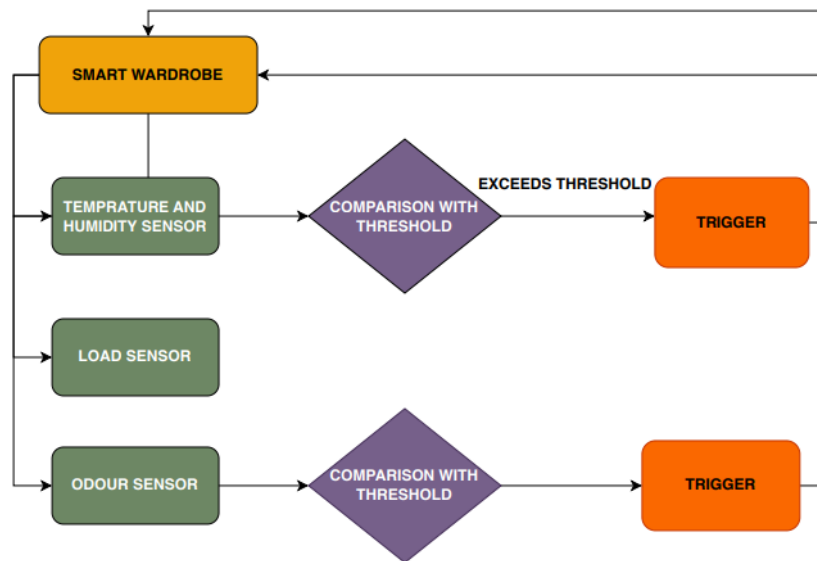 SMART WARDROBE
TEMPRATURE AND
HUMIDITY SENSOR
COMPARISON WITH
THRESHOLD
EXCEEDS THRESHOLD
TRIGGER
LOAD SENSOR
ODOUR SENSOR
COMPARISON WITH
THRESHOLD
TRIGGER